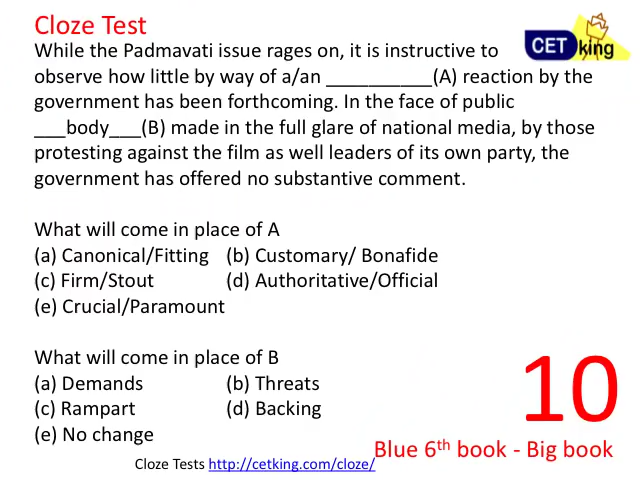 Cloze Test
While the Padmavati issue rages on, it is instructive to
observe how little by way of a/an __________(A) reaction by the
government has been forthcoming. In the face of public
___body___(B) made in the full glare of national media, by those
protesting against the film as well leaders of its own party, the
government has offered no substantive comment.
What will come in place of A
(a) Canonical/Fitting (b) Customary/ Bonafide
(c) Firm/Stout (d) Authoritative/Official
(e) Crucial/Paramount
What will come in place of B
(a) Demands (b) Threats
(c) Rampart (d) Backing
(e) No change
CET king
10
Blue 6th book - Big book
Cloze Tests http://cetking.com/cloze/